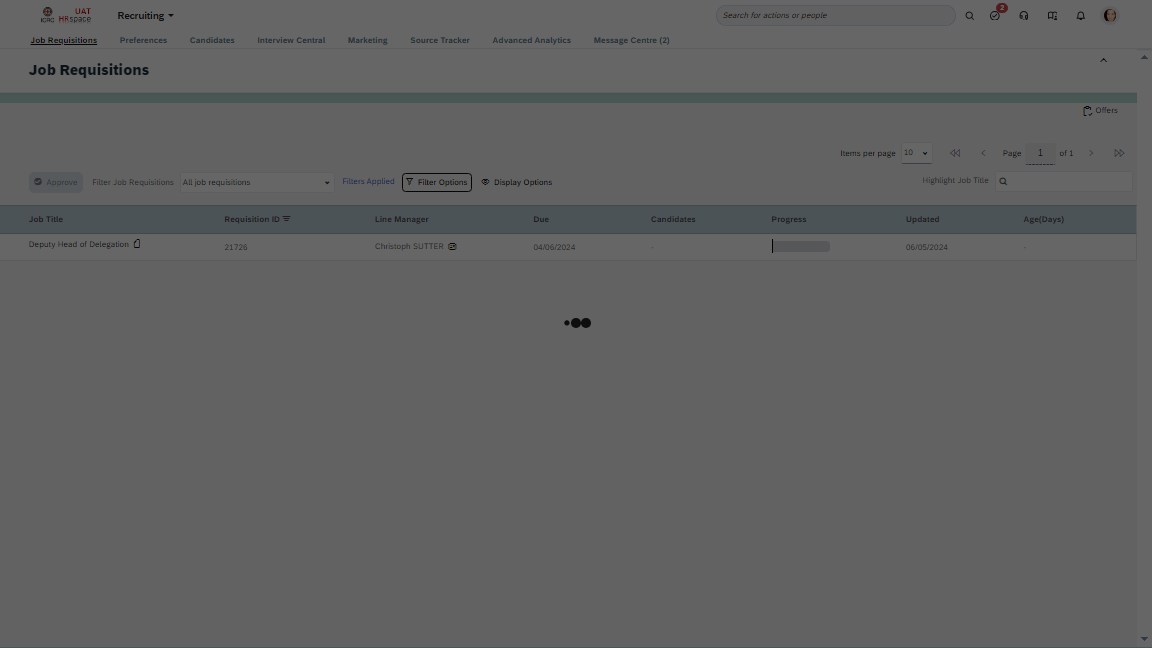 ICRC UAT HRspace Recruiting Search for actions or people 2
Job Requisitions Preferences Candidates Interview Central Marketing Source Tracker Advanced Analytics Message Centre (2)
Job Requisitions
Offers
Items per page 10 Page 1 of 1
Approve Filter Job Requisitions All job requisitions Filters Applied Filter Options Display Options Highlight Job Title
Job Title Requisition ID Line Manager Due Candidates Progress Updated Age(Days)
Deputy Head of Delegation 21726 Christoph SUTTER 04/06/2024 - 06/05/2024 -